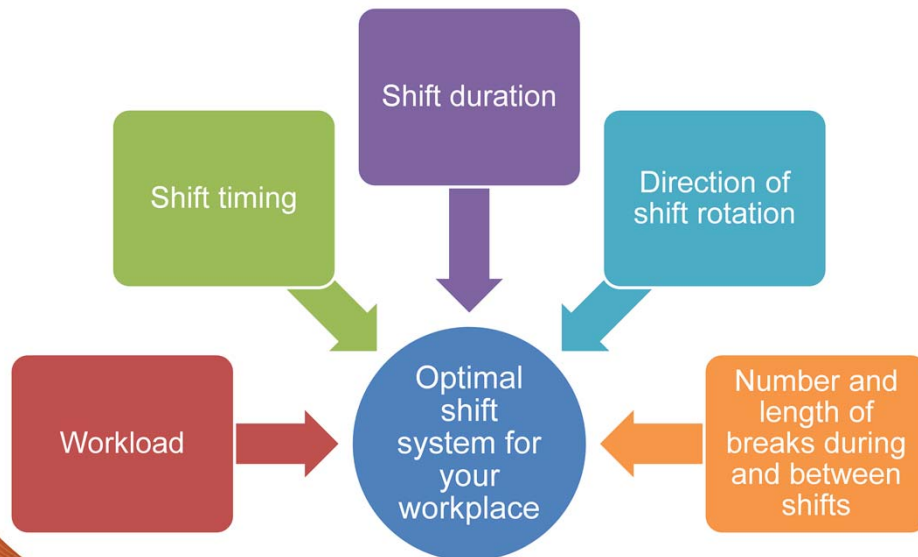 Shift duration
Shift timing
Direction of
shift rotation
Workload
Optimal
shift
system for
your
workplace
Number and
length of
breaks during
and between
shifts